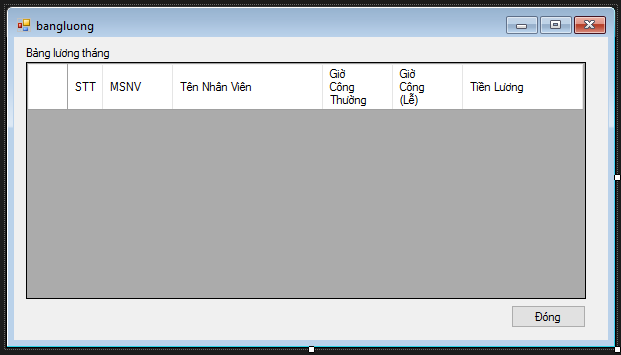 bangluong
Bảng lương tháng
STT MSNV Tên Nhân Viên Giờ Công Thường Giờ Công (Lễ) Tiền Lương
Đóng